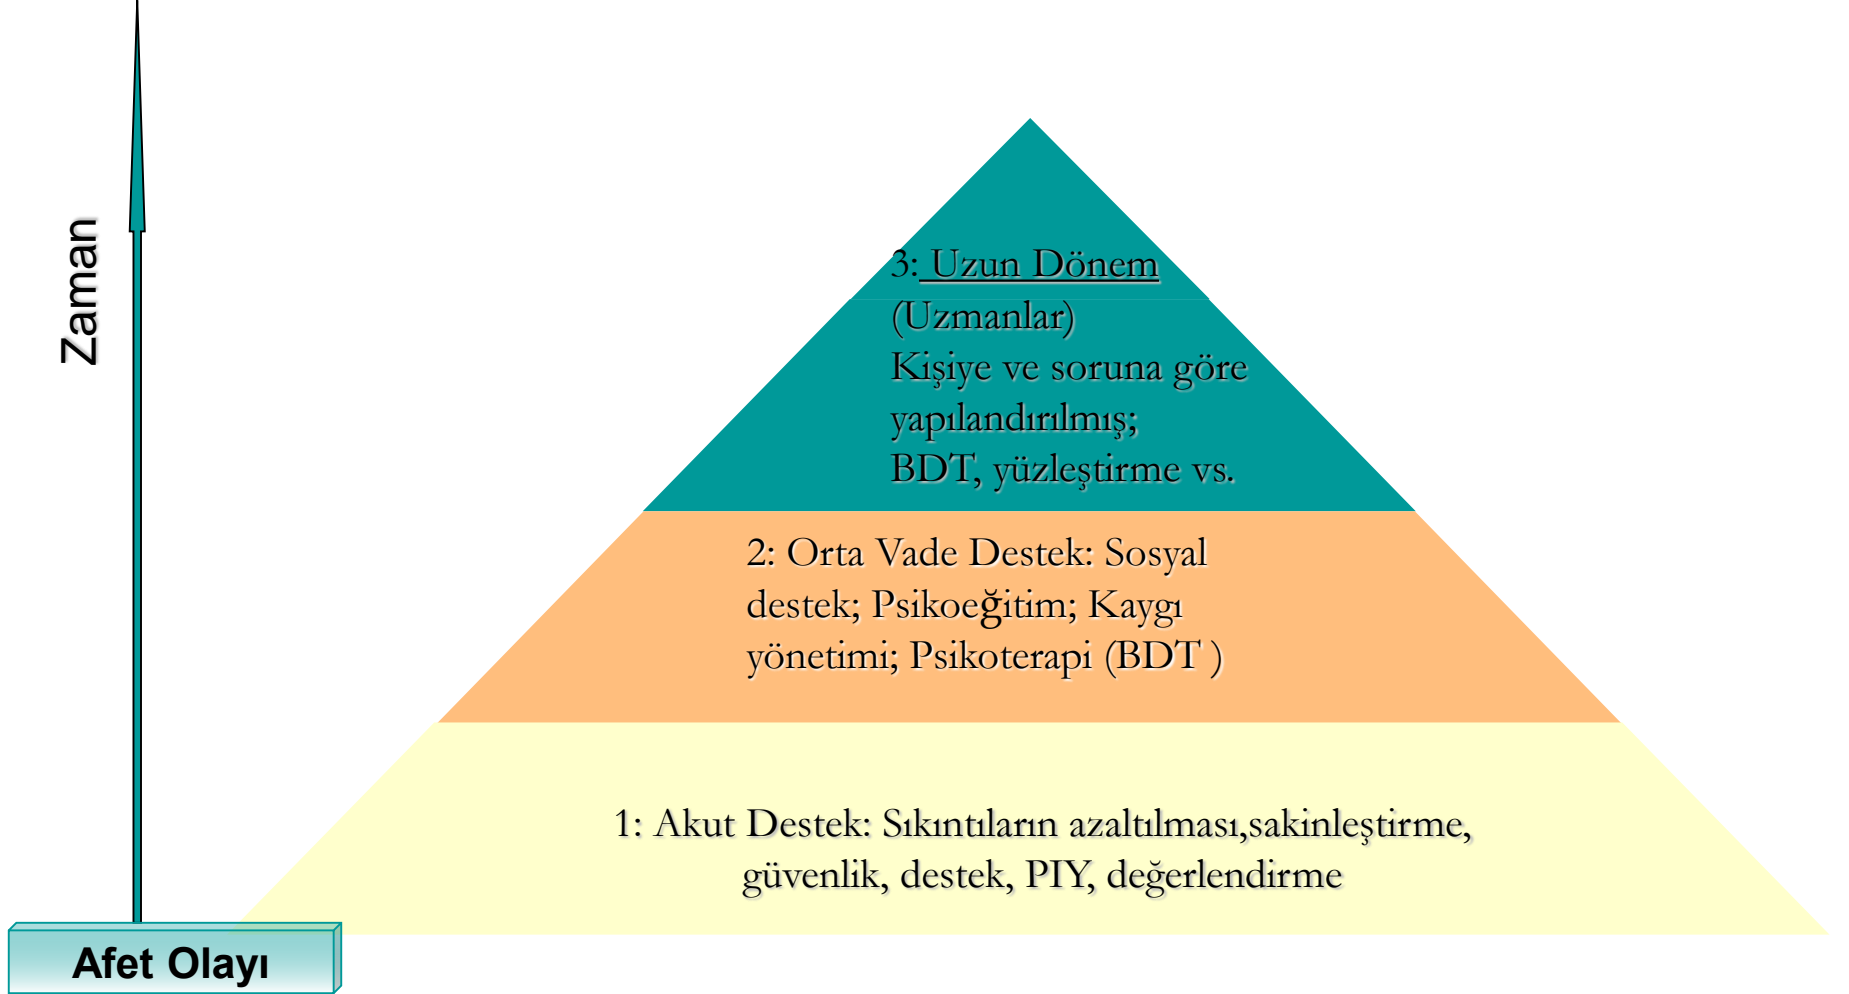 Zaman
3: Uzun Dönem
(Uzmanlar)
Kişiye ve soruna göre
yapılandırılmış;
BDT, yüzleştirme vs.
2: Orta Vade Destek: Sosyal
destek; Psikoeğitim; Kaygı
yönetimi; Psikoterapi (BDT )
1: Akut Destek: Sıkıntıların azaltılması,sakinleştirme,
güvenlik, destek, PIY, değerlendirme
Afet Olayı